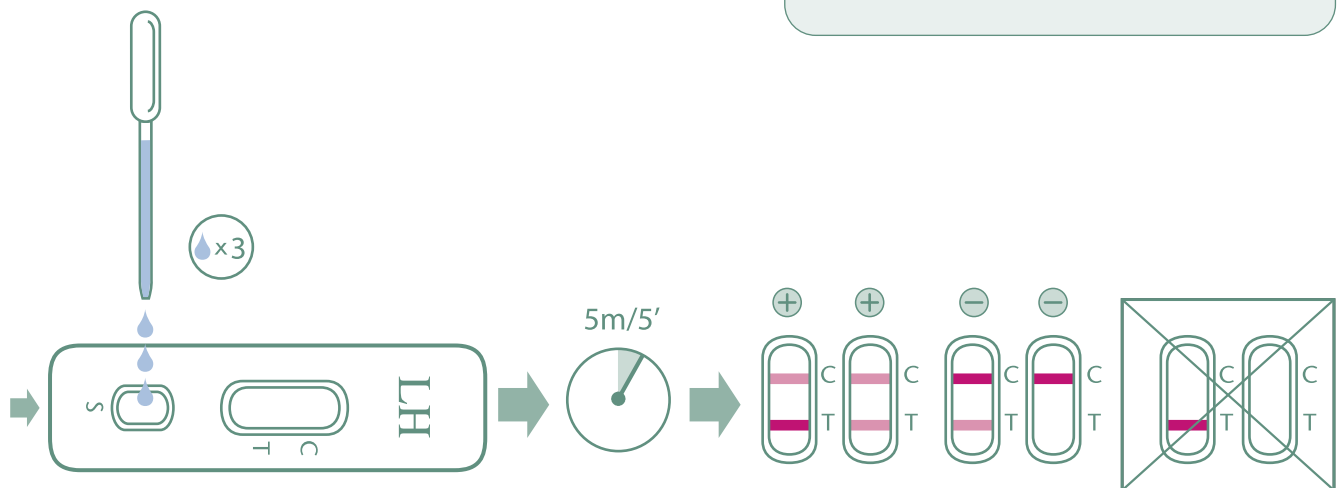 x3
5m/5'
+ + - -
S
T C
LH
C C C C C C
T T T T T T